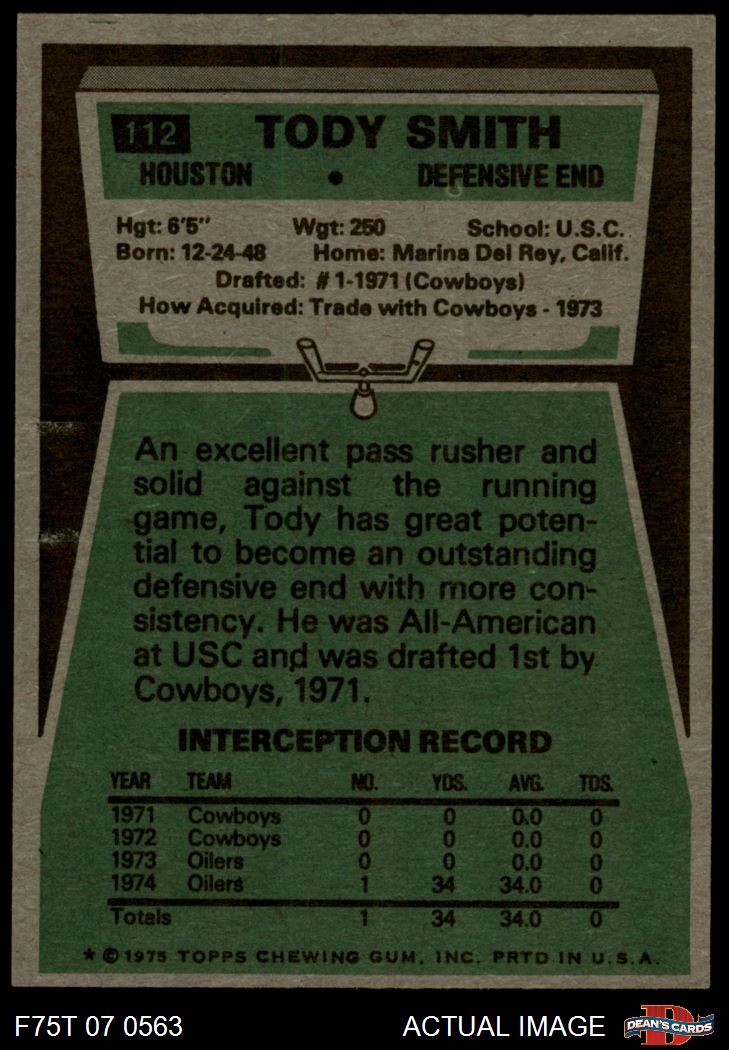 112 TODY SMITH
HOUSTON • DEFENSIVE END
Hgt: 6'5" Wgt: 250 School: U.S.C.
Born: 12-24-48 Home: Marina Del Rey, Calif.
Drafted: #1-1971 (Cowboys)
How Acquired: Trade with Cowboys - 1973
An excellent pass rusher and
solid against the running
game, Tody has great poten-
tial to become an outstanding
defensive end with more con-
sistency. He was All-American
at USC and was drafted 1st by
Cowboys, 1971.
INTERCEPTION RECORD
YEAR TEAM NO. YDS. AVG. TDS.
1971 Cowboys 0 0 0.0 0
1972 Cowboys 0 0 0.0 0
1973 Oilers 0 0 0.0 0
1974 Oilers 1 34 34.0 0
Totals 1 34 34.0 0
* © 1975 TOPPS CHEWING GUM, INC. PRTD IN U.S.A.
F75T 07 0563 ACTUAL IMAGE D DEAN'S CARDS